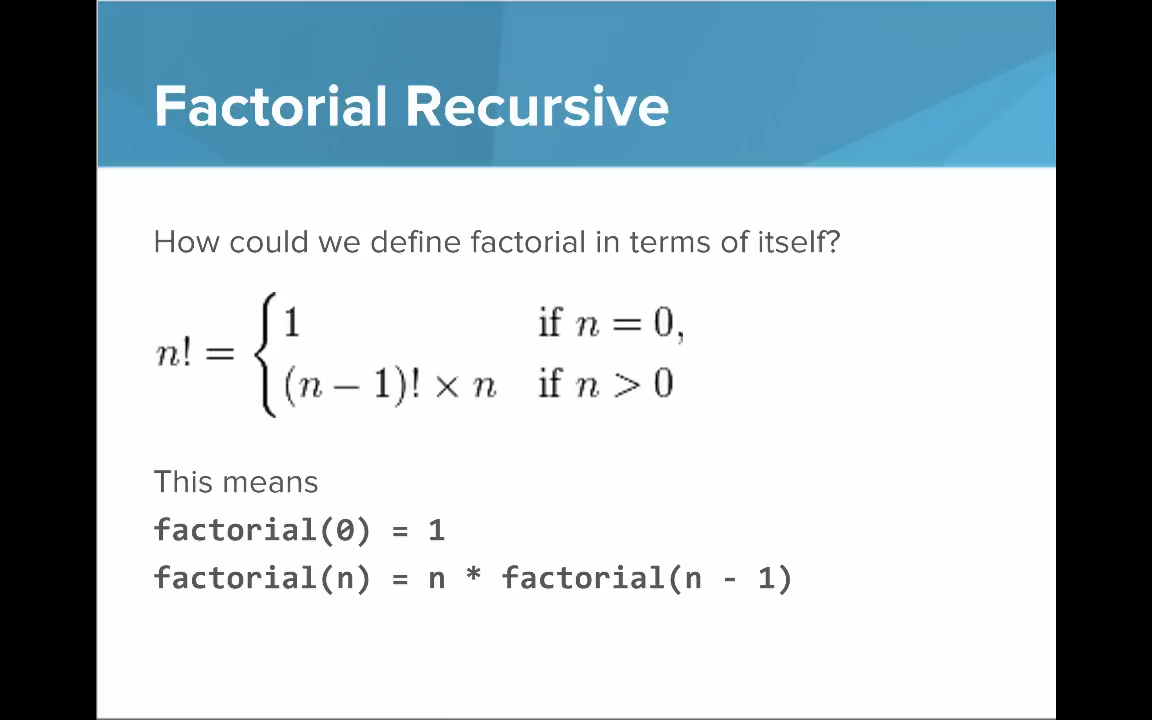 Factorial Recursive
How could we define factorial in terms of itself?
n! = { 1 if n = 0,
(n − 1)! × n if n > 0
This means
factorial(0) = 1
factorial(n) = n * factorial(n - 1)